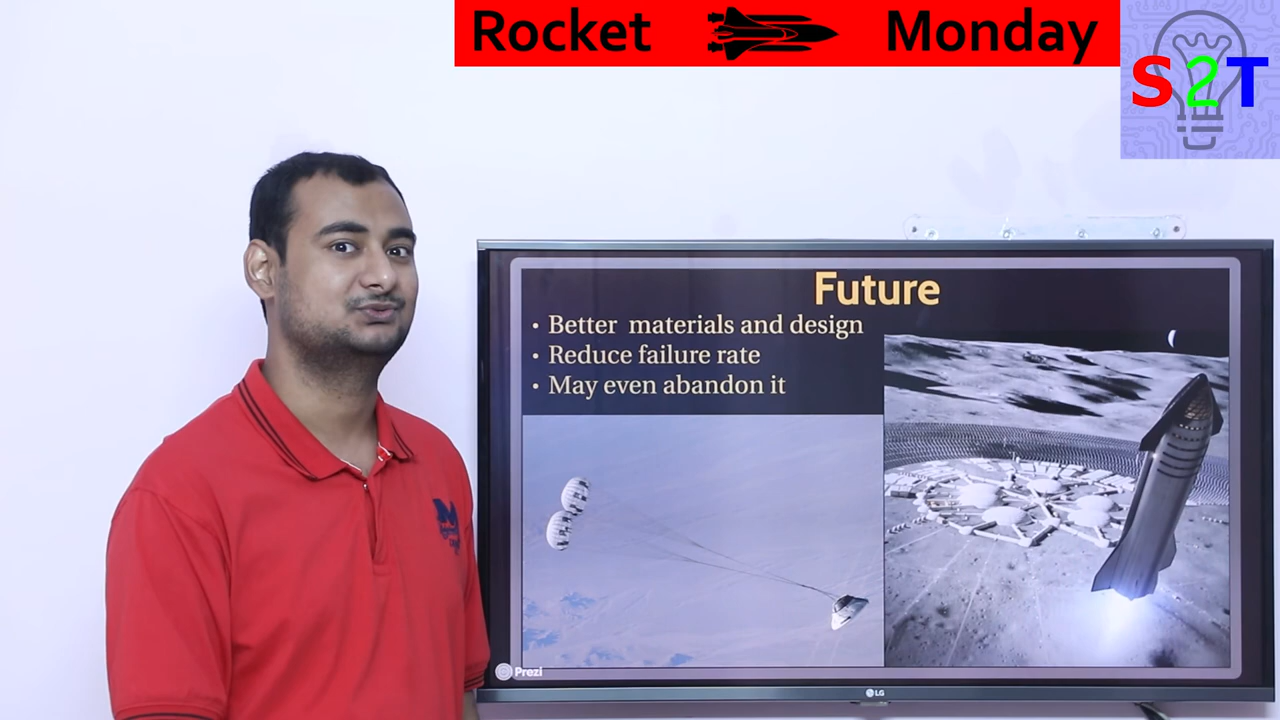 Rocket Monday
S2T
Future
• Better materials and design
• Reduce failure rate
• May even abandon it
Prezi
LG